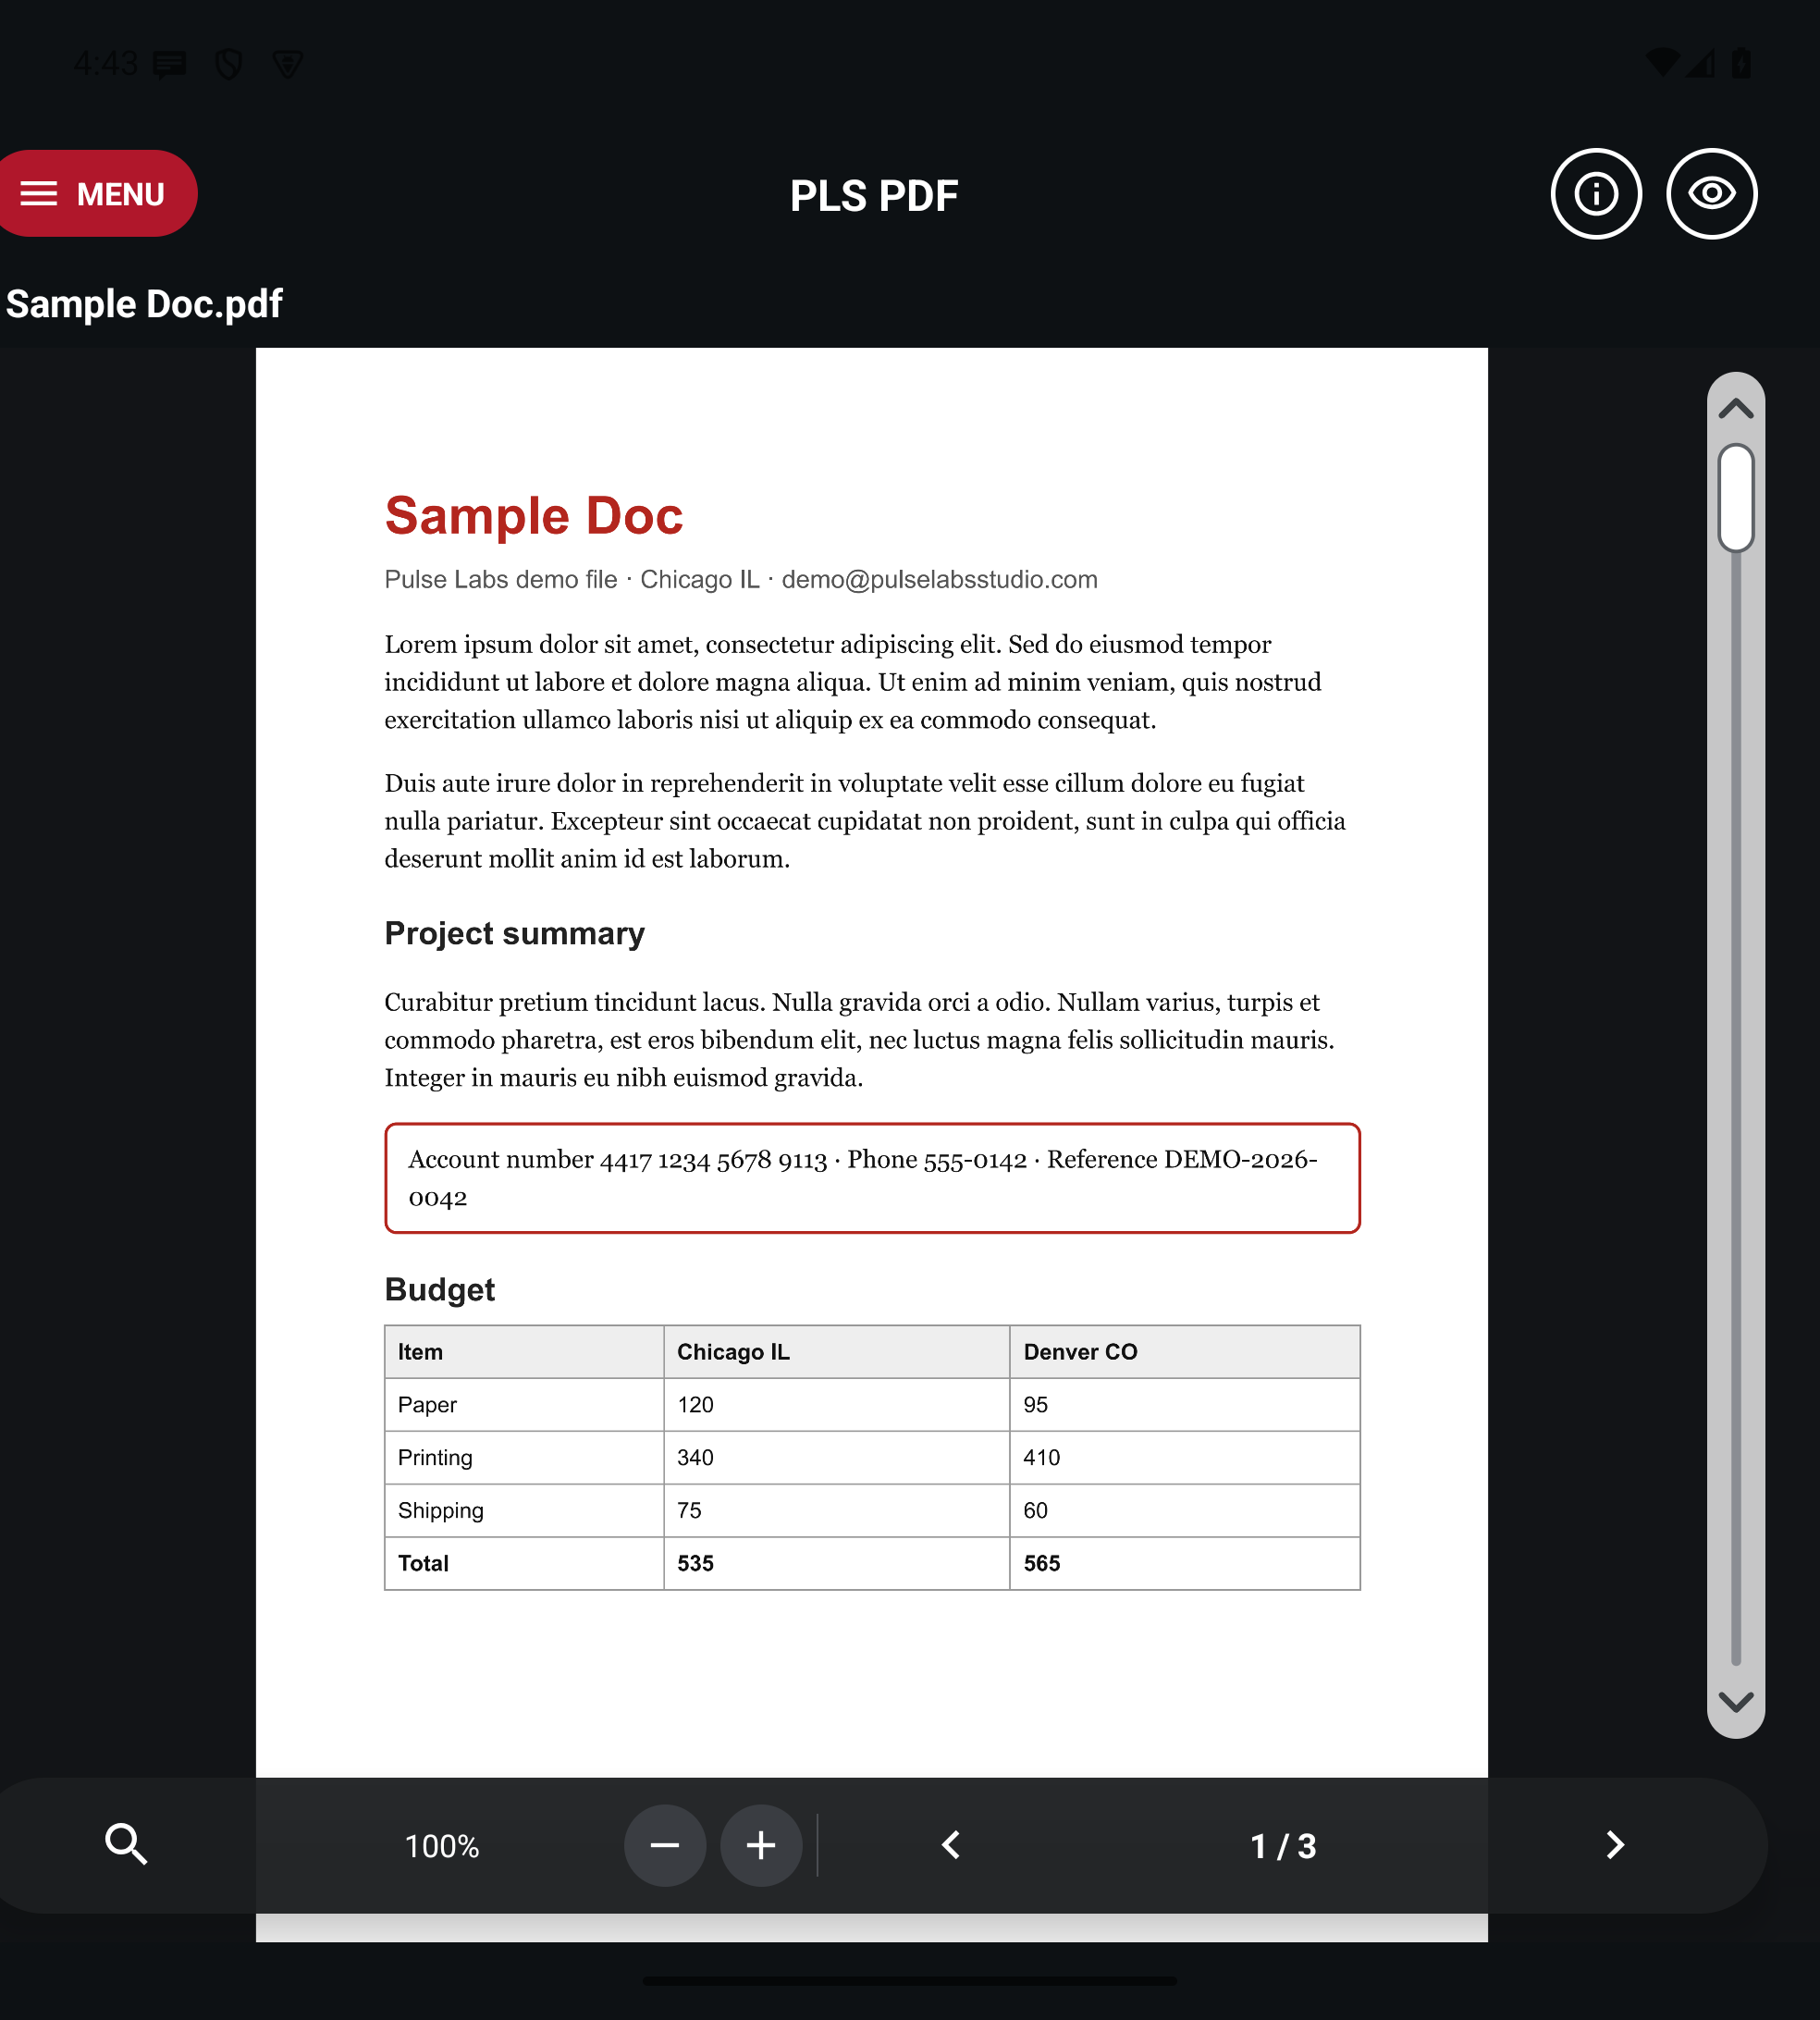 4:43
MENU
PLS PDF
Sample Doc.pdf
Sample Doc
Pulse Labs demo file · Chicago IL · demo@pulselabsstudio.com
Lorem ipsum dolor sit amet, consectetur adipiscing elit. Sed do eiusmod tempor
incididunt ut labore et dolore magna aliqua. Ut enim ad minim veniam, quis nostrud
exercitation ullamco laboris nisi ut aliquip ex ea commodo consequat.
Duis aute irure dolor in reprehenderit in voluptate velit esse cillum dolore eu fugiat
nulla pariatur. Excepteur sint occaecat cupidatat non proident, sunt in culpa qui officia
deserunt mollit anim id est laborum.
Project summary
Curabitur pretium tincidunt lacus. Nulla gravida orci a odio. Nullam varius, turpis et
commodo pharetra, est eros bibendum elit, nec luctus magna felis sollicitudin mauris.
Integer in mauris eu nibh euismod gravida.
Account number 4417 1234 5678 9113 · Phone 555-0142 · Reference DEMO-2026-
0042
Budget
Item Chicago IL Denver CO
Paper 120 95
Printing 340 410
Shipping 75 60
Total 535 565
100% 1 / 3